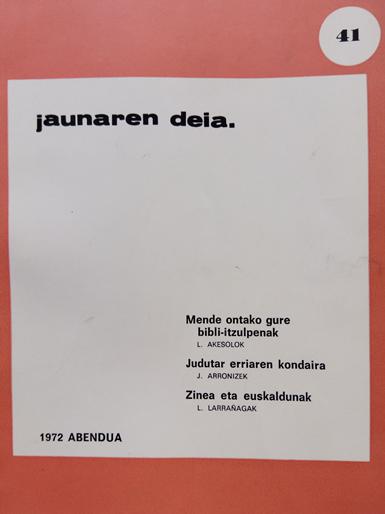 41
jaunaren deia.
Mende ontako gure
bibli-itzulpenak
L. AKESOLOK
Judutar erriaren kondaira
J. ARRONIZEK
Zinea eta euskaldunak
L. LARRAÑAGAK
1972 ABENDUA